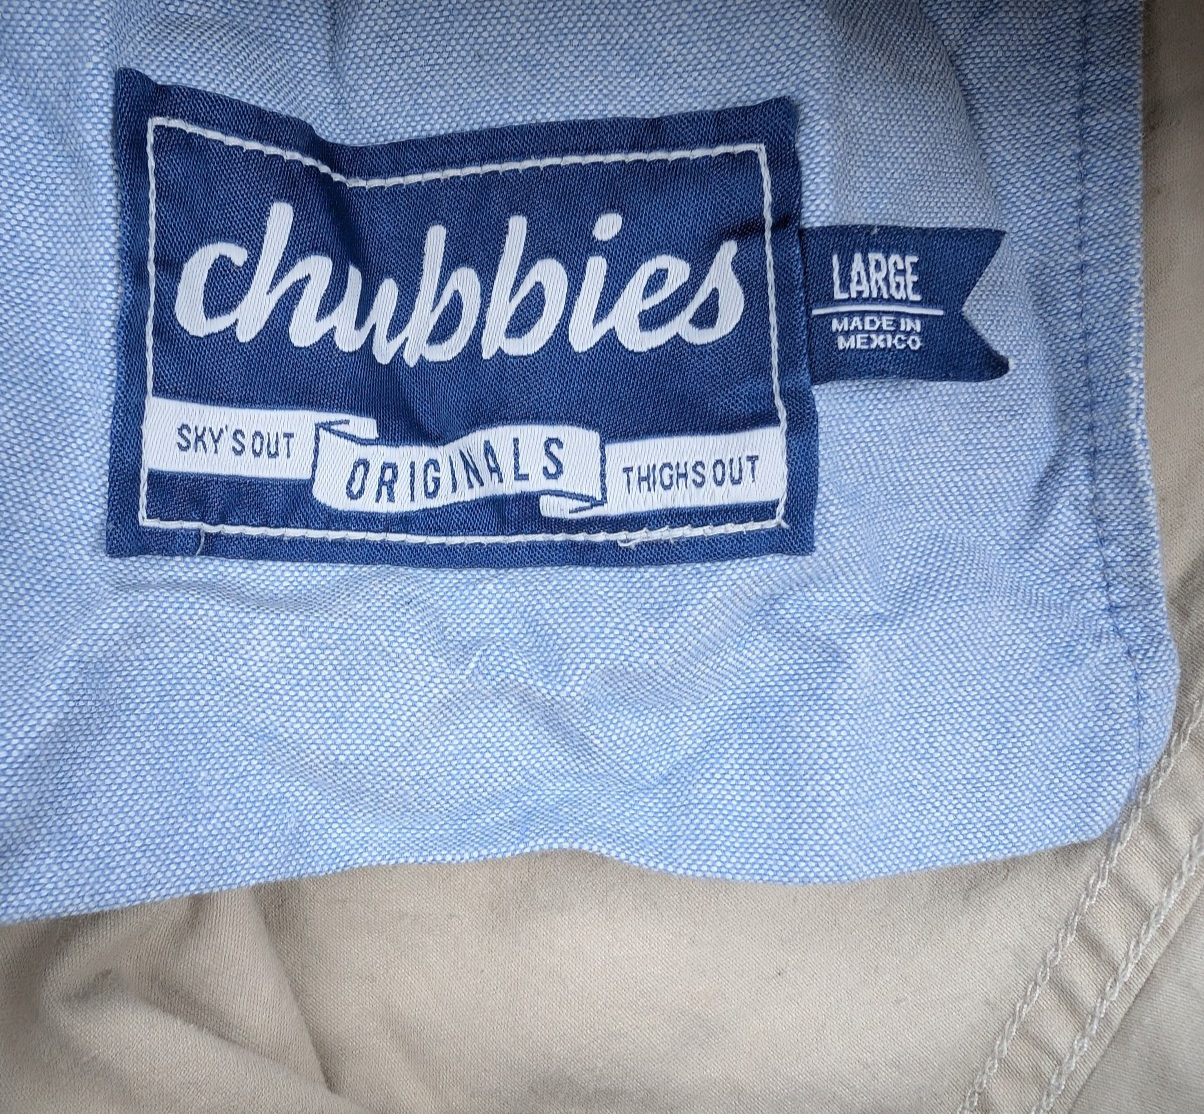 chubbies
LARGE
MADE IN
MEXICO
SKY'S OUT
ORIGINALS
THIGHS OUT